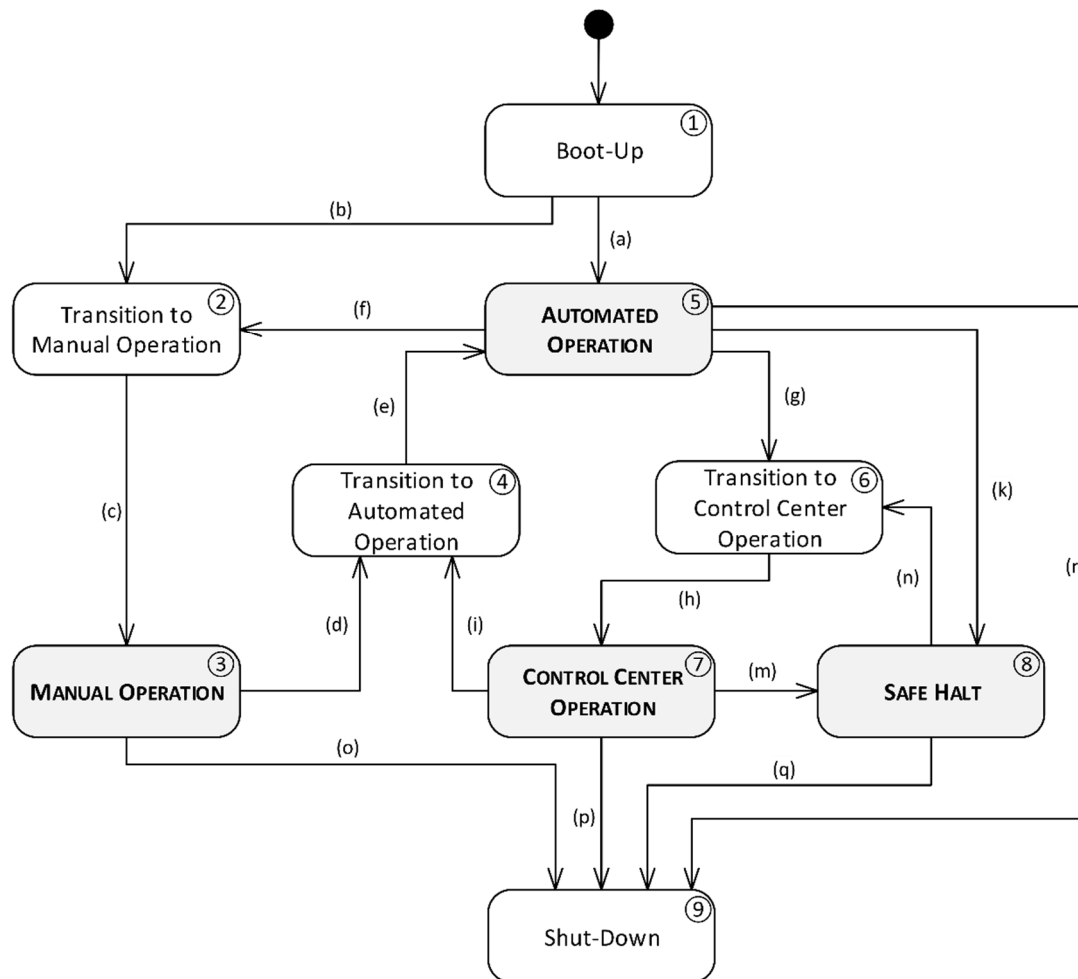 ①
Boot-Up
(b)
(a)
②
Transition to
Manual Operation
(f)
⑤
AUTOMATED
OPERATION
(e)
(g)
④
Transition to
Automated
Operation
⑥
Transition to
Control Center
Operation
(k)
(c)
(n)
(r
(h)
(d)
(i)
③
MANUAL OPERATION
⑦
CONTROL CENTER
OPERATION
(m)
⑧
SAFE HALT
(o)
(q)
(p)
⑨
Shut-Down